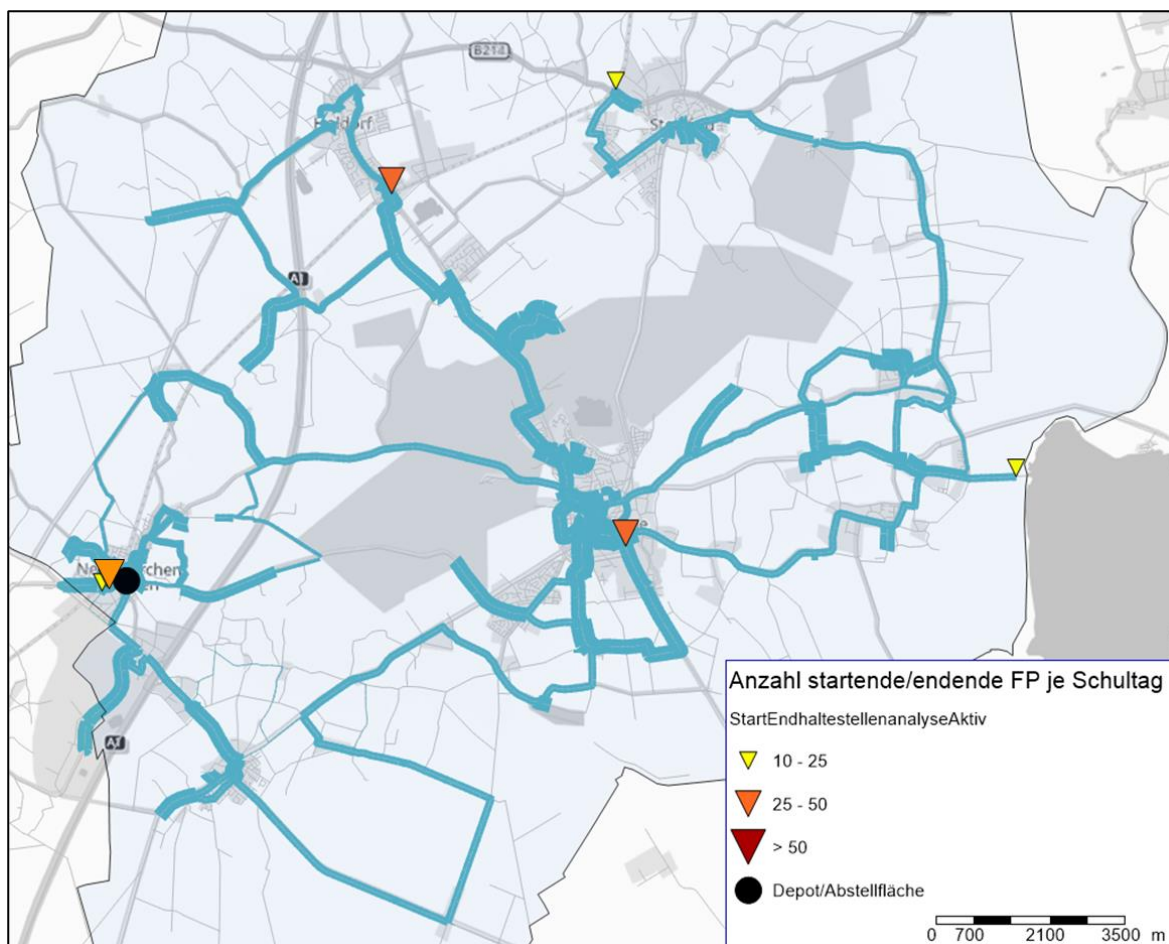 B214
A1
Anzahl startende/endende FP je Schultag
StartEndhaltestellenanalyseAktiv
10 - 25
25 - 50
> 50
Depot/Abstellfläche
0 700 2100 3500 m